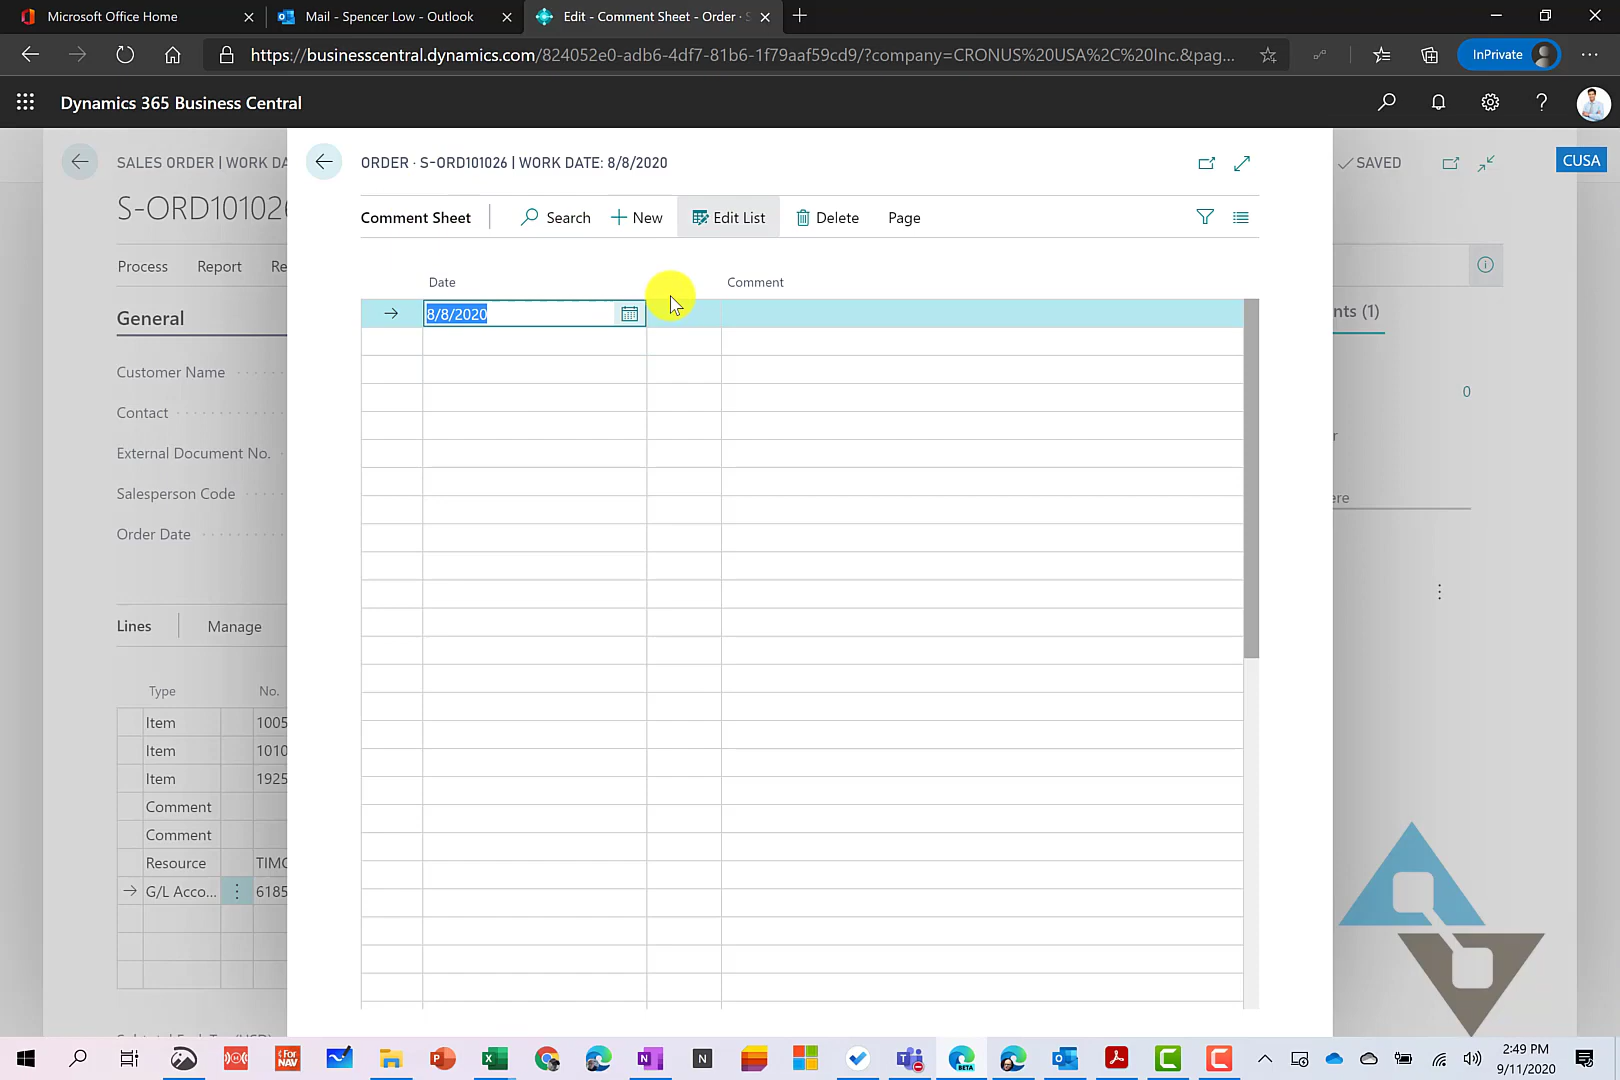 Microsoft Office Home
Mail - Spencer Low - Outlook
Edit - Comment Sheet - Order ·
https://businesscentral.dynamics.com/824052e0-adb6-4df7-81b6-1f79aaf59cd9/?company=CRONUS%20USA%2C%20Inc.&pag...
InPrivate
Dynamics 365 Business Central
SALES ORDER | WORK DA
ORDER · S-ORD101026 | WORK DATE: 8/8/2020
SAVED
CUSA
S-ORD101026
Comment Sheet
Search
New
Edit List
Delete
Page
Process
Report
Re
Date
Comment
8/8/2020
General
nts (1)
Customer Name
0
Contact
r
External Document No.
Salesperson Code
ere
Order Date
Lines
Manage
Type
No.
Item
1005
Item
1010
Item
1925
Comment
Comment
Resource
TIMO
G/L Acco...
6185
2:49 PM
9/11/2020
For
NAV
BETA